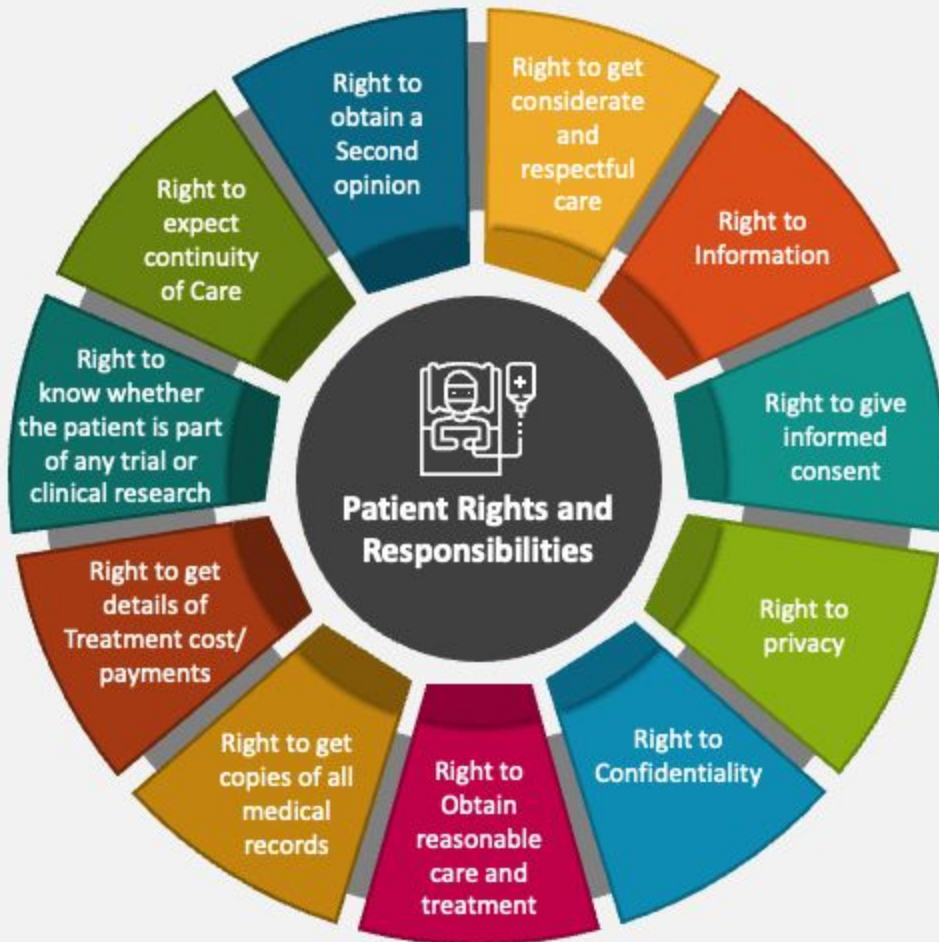 Patient Rights and
Responsibilities
Right to get
considerate
and
respectful
care
Right to
Information
Right to give
informed
consent
Right to
privacy
Right to
Confidentiality
Right to
Obtain
reasonable
care and
treatment
Right to get
copies of all
medical
records
Right to get
details of
Treatment cost/
payments
Right to
know whether
the patient is part
of any trial or
clinical research
Right to
expect
continuity
of Care
Right to
obtain a
Second
opinion